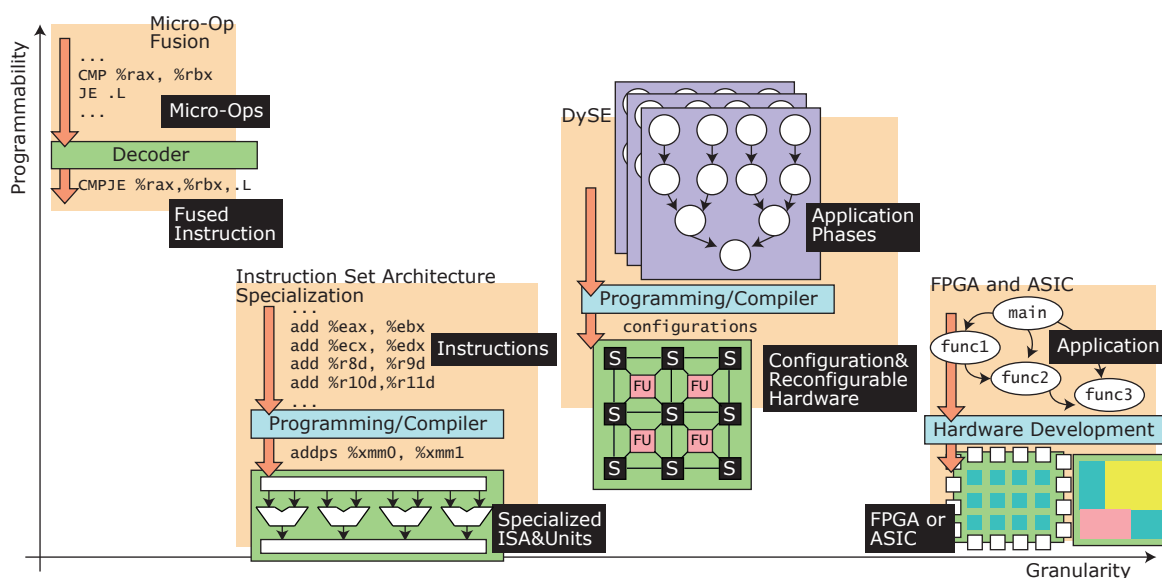 Programmability
Micro-Op
Fusion
...
CMP %rax, %rbx
JE .L
...
Micro-Ops
Decoder
CMPJE %rax,%rbx,.L
Fused
Instruction
Instruction Set Architecture
Specialization
...
add %eax, %ebx
add %ecx, %edx
add %r8d, %r9d
add %r10d,%r11d
...
Instructions
Programming/Compiler
addps %xmm0, %xmm1
Specialized
ISA&Units
DySE
Application
Phases
Programming/Compiler
configurations
S S S
FU FU
S S S
FU FU
S S S
Configuration&
Reconfigurable
Hardware
FPGA and ASIC
main
func1
Application
func2
func3
Hardware Development
FPGA or
ASIC
Granularity